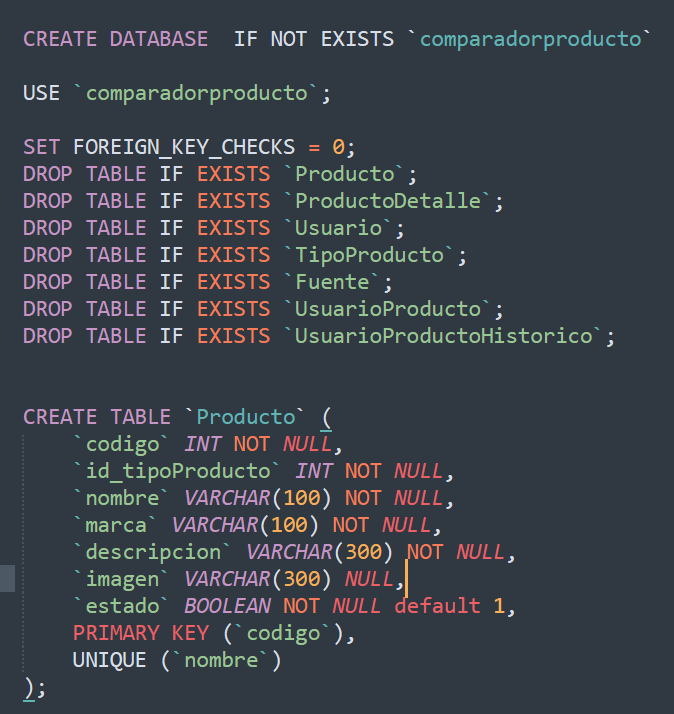 CREATE DATABASE  IF NOT EXISTS `comparadorproducto`
USE `comparadorproducto`;
SET FOREIGN_KEY_CHECKS = 0;
DROP TABLE IF EXISTS `Producto`;
DROP TABLE IF EXISTS `ProductoDetalle`;
DROP TABLE IF EXISTS `Usuario`;
DROP TABLE IF EXISTS `TipoProducto`;
DROP TABLE IF EXISTS `Fuente`;
DROP TABLE IF EXISTS `UsuarioProducto`;
DROP TABLE IF EXISTS `UsuarioProductoHistorico`;
CREATE TABLE `Producto` (
    `codigo` INT NOT NULL,
    `id_tipoProducto` INT NOT NULL,
    `nombre` VARCHAR(100) NOT NULL,
    `marca` VARCHAR(100) NOT NULL,
    `descripcion` VARCHAR(300) NOT NULL,
    `imagen` VARCHAR(300) NULL,
    `estado` BOOLEAN NOT NULL default 1,
    PRIMARY KEY (`codigo`),
    UNIQUE (`nombre`)
);